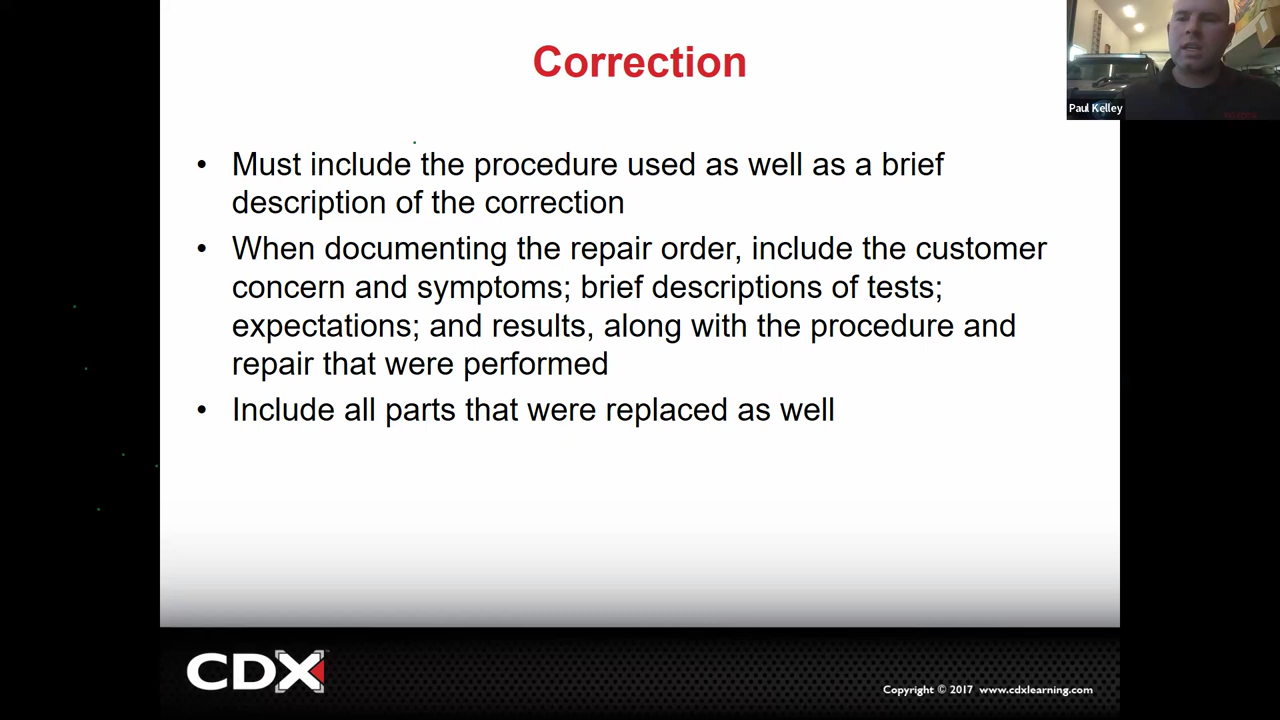 Correction
Paul Kelley
• Must include the procedure used as well as a brief
description of the correction
• When documenting the repair order, include the customer
concern and symptoms; brief descriptions of tests;
expectations; and results, along with the procedure and
repair that were performed
• Include all parts that were replaced as well
CDX
Copyright © 2017 www.cdxlearning.com